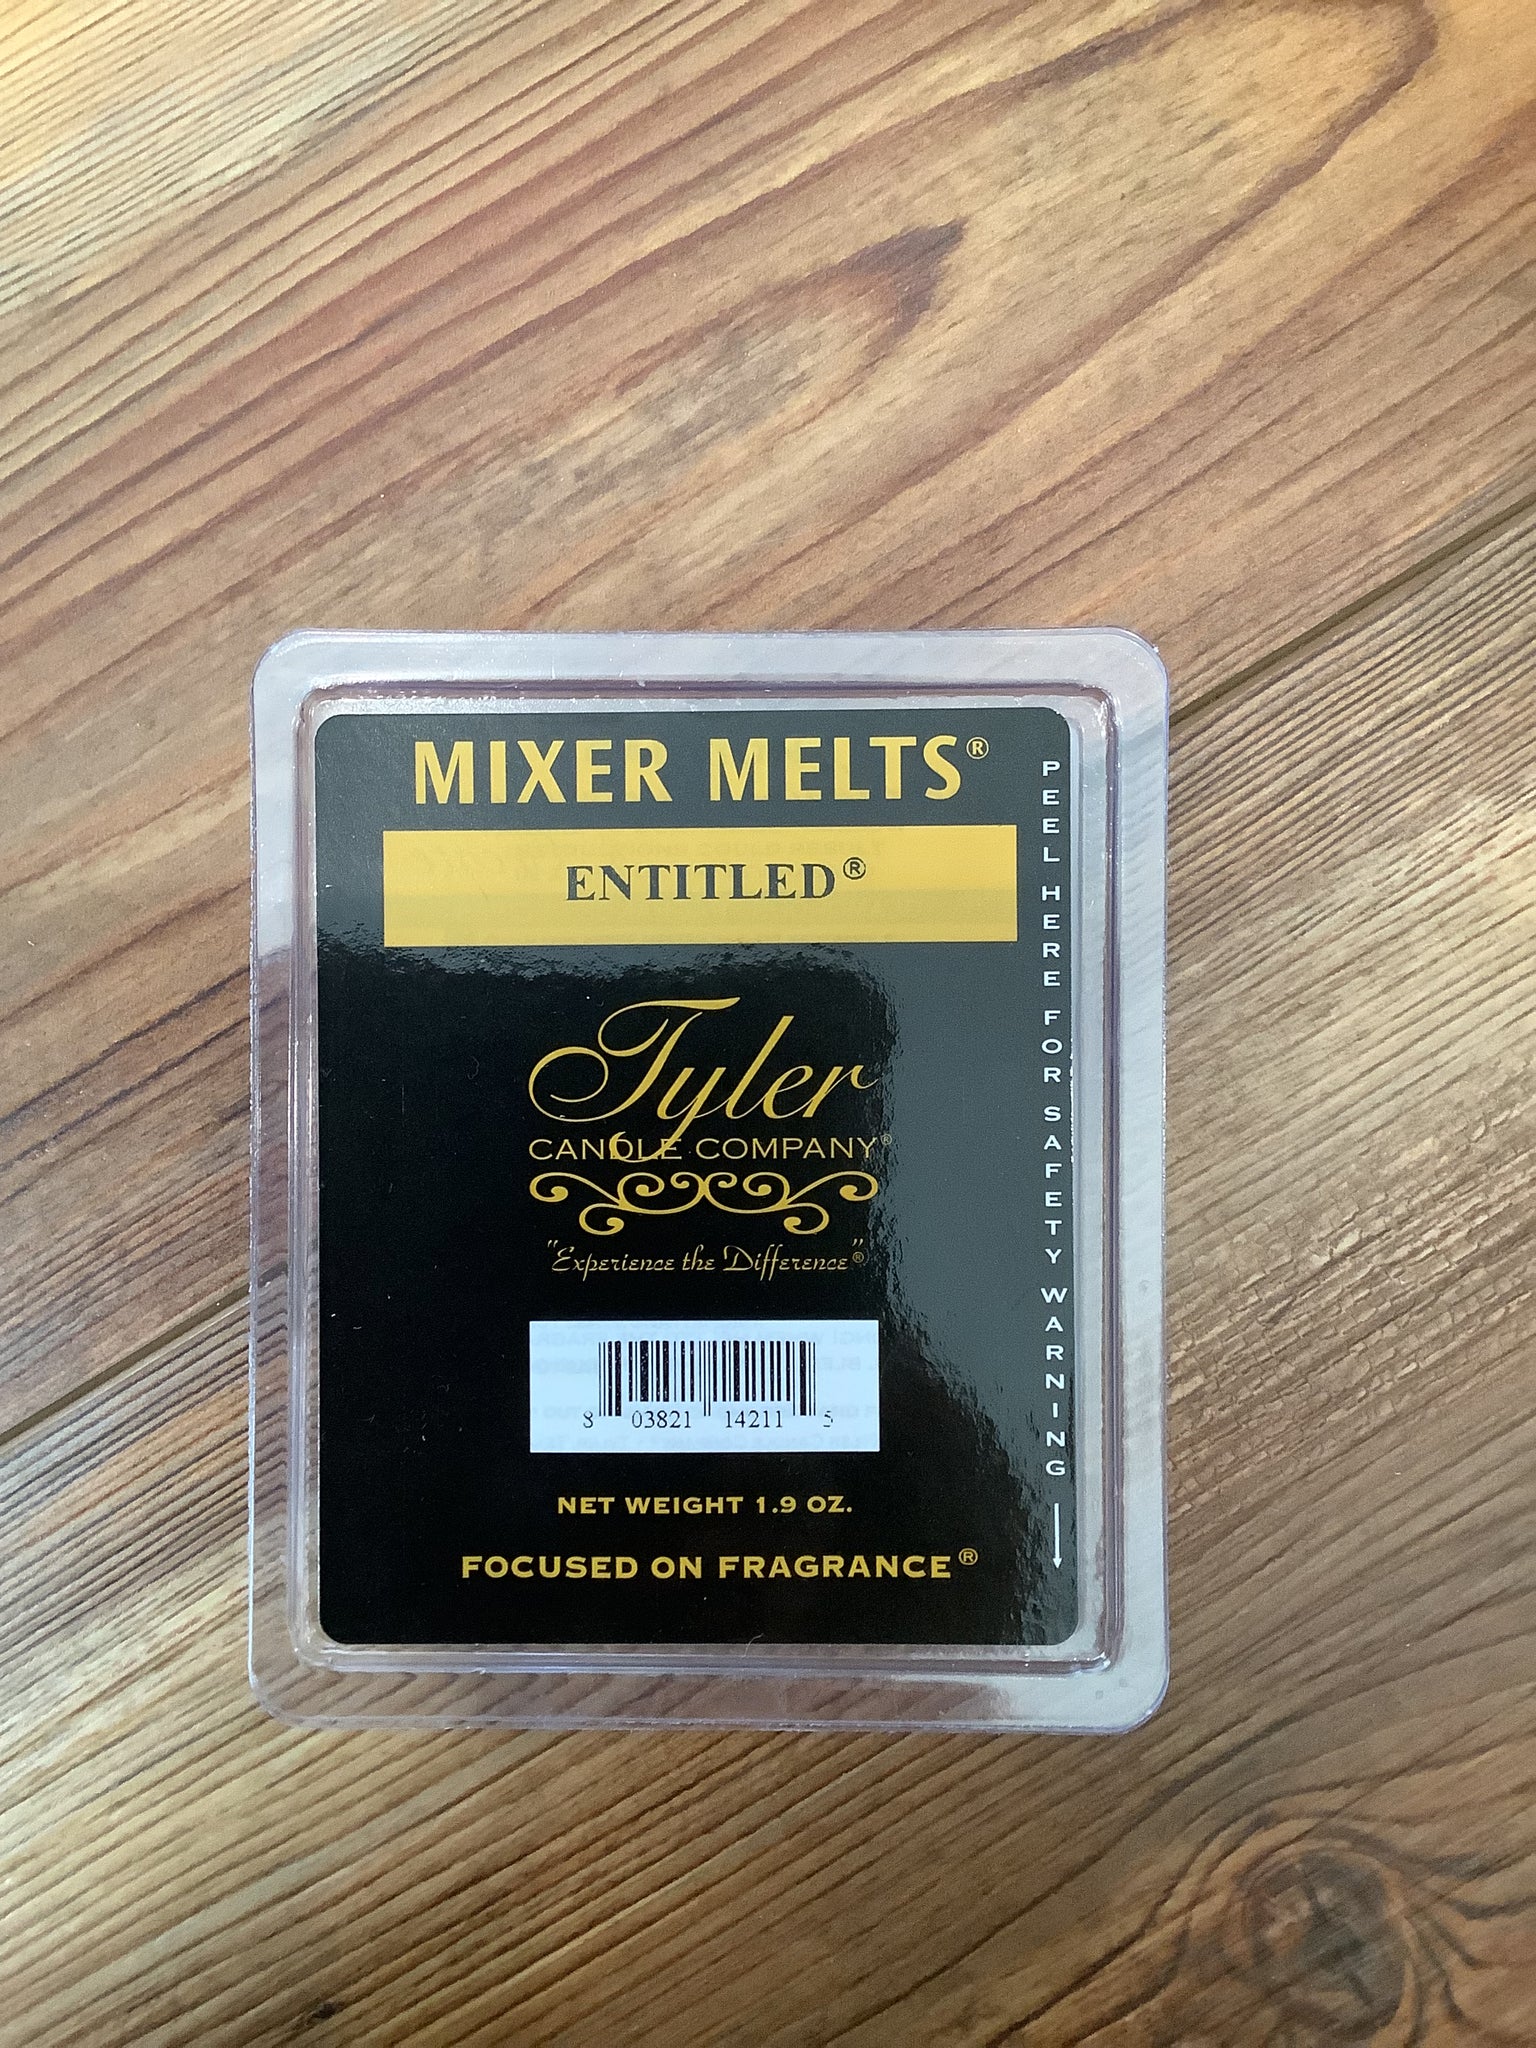 MIXER MELTS®
ENTITLED®
Tyler
CANDLE COMPANY®
"Experience the Difference"®
8 03821 14211 5
NET WEIGHT 1.9 OZ.
FOCUSED ON FRAGRANCE®
PEEL HERE FOR SAFETY WARNING